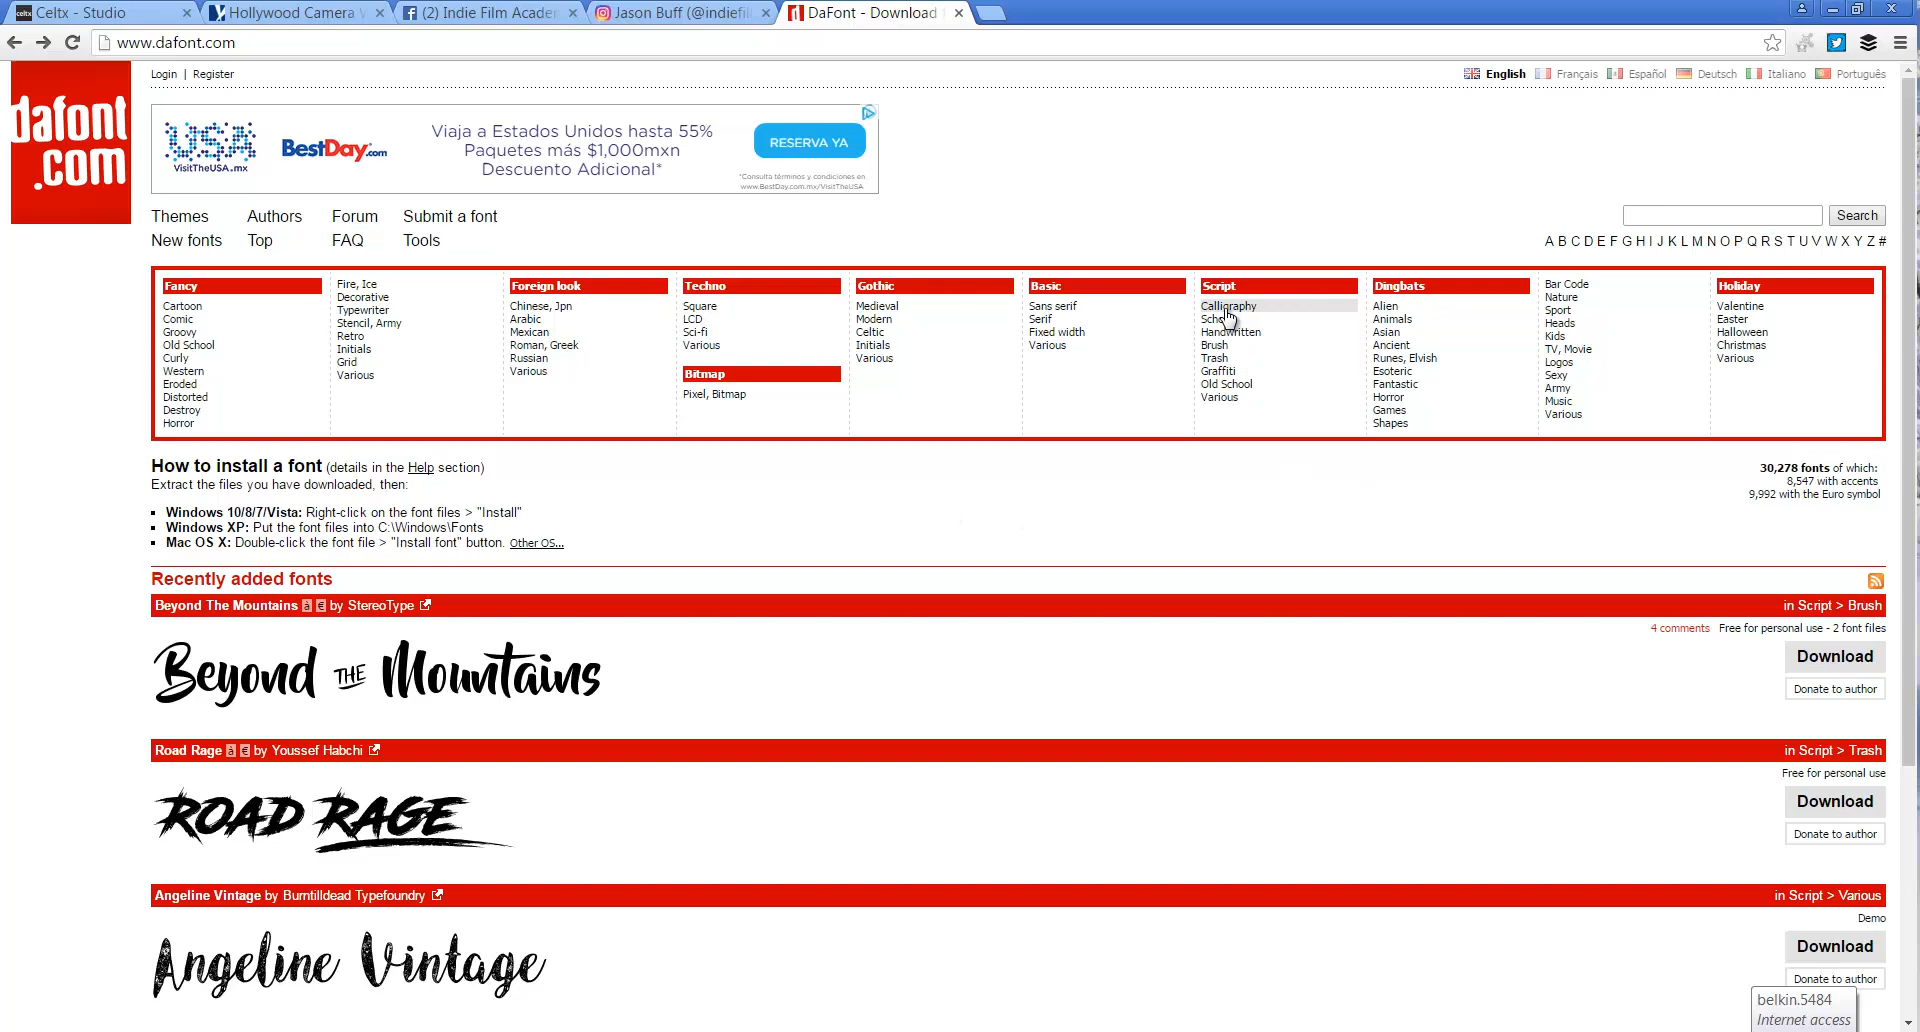 Celtx - Studio
Hollywood Camera W
(2) Indie Film Acader
Jason Buff (@indiefil
DaFont - Download
www.dafont.com
dafont
.com
Login | Register
English Français Español Deutsch Italiano Português
USA
VisitTheUSA.mx
BestDay.com
Viaja a Estados Unidos hasta 55%
Paquetes más $1,000mxn
Descuento Adicional*
RESERVA YA
*Consulta términos y condiciones en
www.BestDay.com.mx/VisitTheUSA
Themes Authors Forum Submit a font
New fonts Top FAQ Tools
Search
A B C D E F G H I J K L M N O P Q R S T U V W X Y Z #
Fancy
Cartoon
Comic
Groovy
Old School
Curly
Western
Eroded
Distorted
Destroy
Horror
Fire, Ice
Decorative
Typewriter
Stencil, Army
Retro
Initials
Grid
Various
Foreign look
Chinese, Jpn
Arabic
Mexican
Roman, Greek
Russian
Various
Techno
Square
LCD
Sci-fi
Various
Bitmap
Pixel, Bitmap
Gothic
Medieval
Modern
Celtic
Initials
Various
Basic
Sans serif
Serif
Fixed width
Various
Script
Calligraphy
Handwritten
Brush
Trash
Graffiti
Old School
Various
Dingbats
Alien
Animals
Asian
Ancient
Runes, Elvish
Esoteric
Fantastic
Horror
Games
Shapes
Bar Code
Nature
Sport
Heads
Kids
TV, Movie
Logos
Sexy
Army
Music
Various
Holiday
Valentine
Easter
Halloween
Christmas
Various
How to install a font (details in the Help section)
Extract the files you have downloaded, then:
Windows 10/8/7/Vista: Right-click on the font files > "Install"
Windows XP: Put the font files into C:\Windows\Fonts
Mac OS X: Double-click the font file > "Install font" button. Other OS...
30,278 fonts of which:
8,547 with accents
9,992 with the Euro symbol
Recently added fonts
Beyond The Mountains à € by StereoType
in Script > Brush
4 comments Free for personal use - 2 font files
Beyond THE Mountains
Download
Donate to author
Road Rage à € by Youssef Habchi
in Script > Trash
Free for personal use
ROAD RAGE
Download
Donate to author
Angeline Vintage by Burntilldead Typefoundry
in Script > Various
Demo
Angeline Vintage
Download
Donate to author
belkin.5484
Internet access